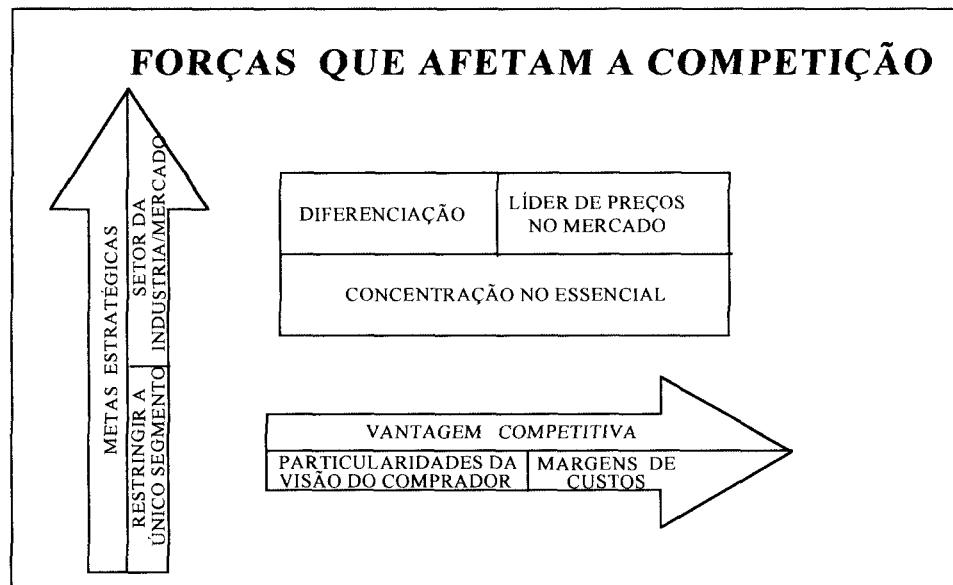 FORÇAS QUE AFETAM A COMPETIÇÃO
METAS ESTRATÉGICAS
SETOR DA
INDUSTRIA/MERCADO
RESTRINGIR A
ÚNICO SEGMENTO
DIFERENCIAÇÃO
LÍDER DE PREÇOS
NO MERCADO
CONCENTRAÇÃO NO ESSENCIAL
VANTAGEM COMPETITIVA
PARTICULARIDADES DA
VISÃO DO COMPRADOR
MARGENS DE
CUSTOS